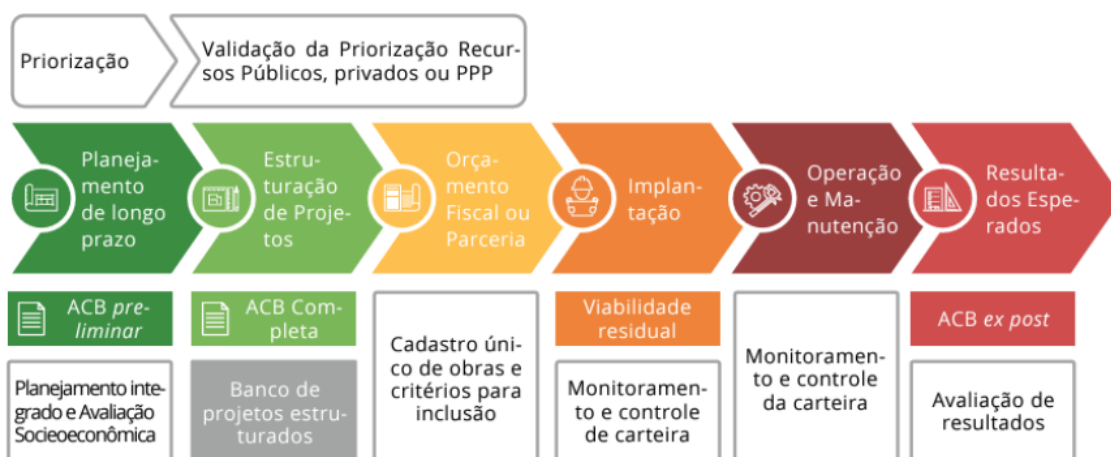 Priorização
Validação da Priorização Recur-
sos Públicos, privados ou PPP
Planeja-
mento
de longo
prazo
Estru-
turação
de Proje-
tos
Orça-
mento
Fiscal ou
Parceria
Implan-
tação
Operação
e Ma-
nutenção
Resulta-
dos Espe-
rados
ACB pre-
liminar
ACB Com-
pleta
Cadastro úni-
co de obras e
critérios para
inclusão
Viabilidade
residual
Monitoramen-
to e controle
da carteira
ACB ex post
Planejamento inte-
grado e Avaliação
Socieoeconômica
Banco de
projetos estru-
turados
Monitoramen-
to e controle
de carteira
Avaliação de
resultados